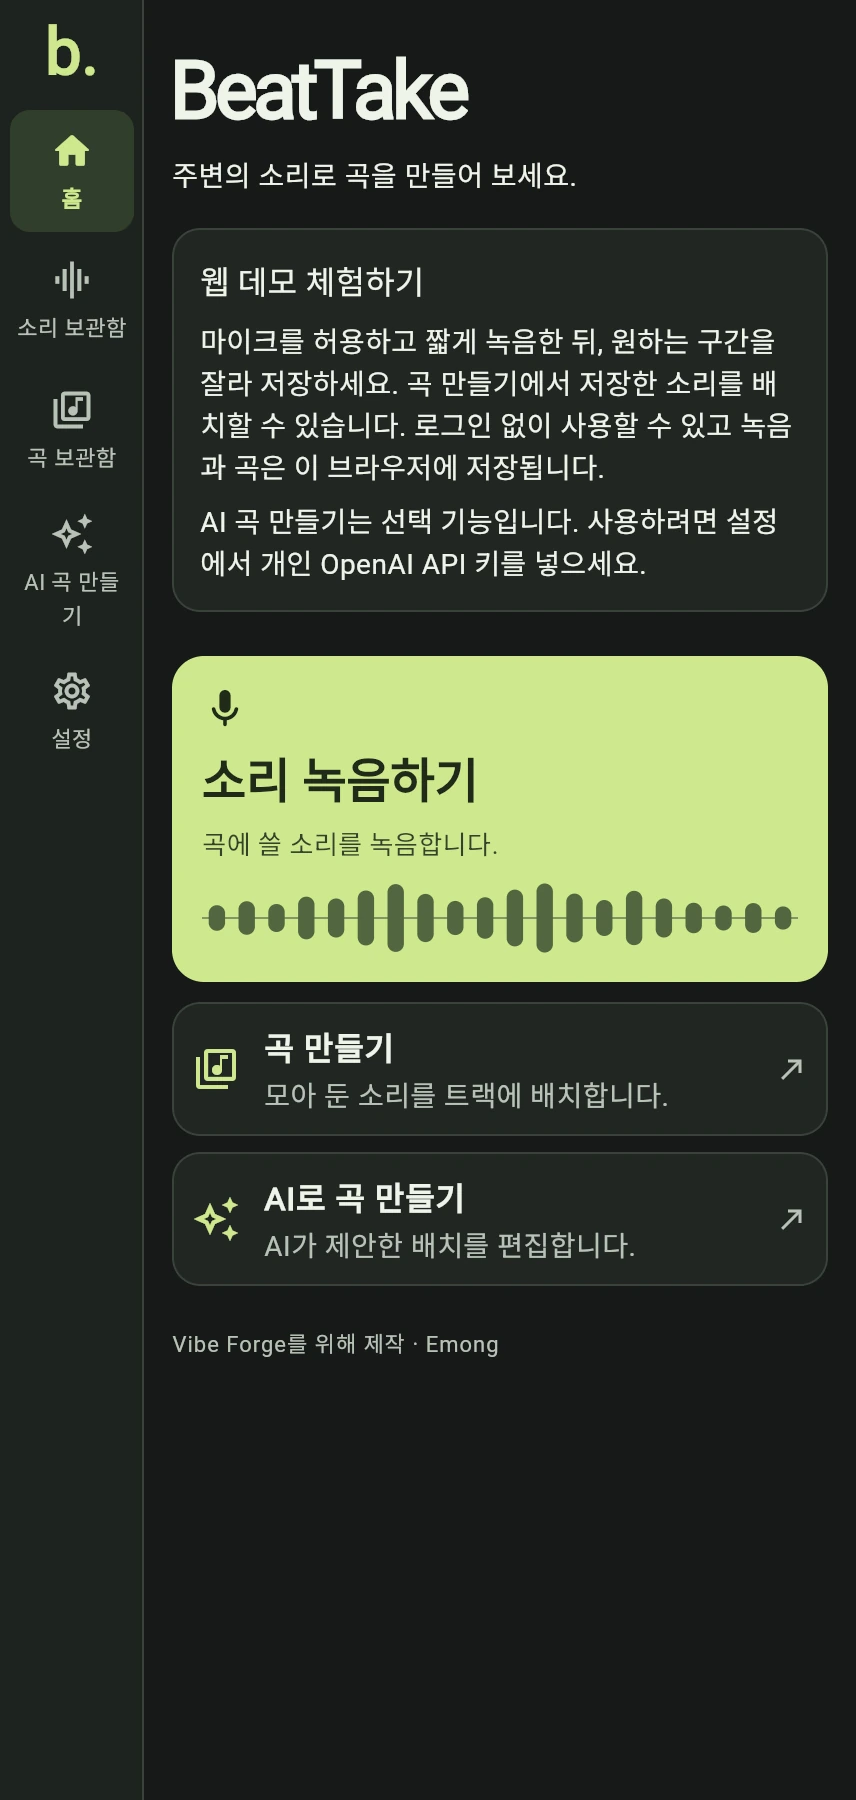 b.
홈
소리 보관함
곡 보관함
AI 곡 만들
기
설정
BeatTake
주변의 소리로 곡을 만들어 보세요.
웹 데모 체험하기
마이크를 허용하고 짧게 녹음한 뒤, 원하는 구간을
잘라 저장하세요. 곡 만들기에서 저장한 소리를 배
치할 수 있습니다. 로그인 없이 사용할 수 있고 녹음
과 곡은 이 브라우저에 저장됩니다.
AI 곡 만들기는 선택 기능입니다. 사용하려면 설정
에서 개인 OpenAI API 키를 넣으세요.
소리 녹음하기
곡에 쓸 소리를 녹음합니다.
곡 만들기
모아 둔 소리를 트랙에 배치합니다.
AI로 곡 만들기
AI가 제안한 배치를 편집합니다.
Vibe Forge를 위해 제작 · Emong